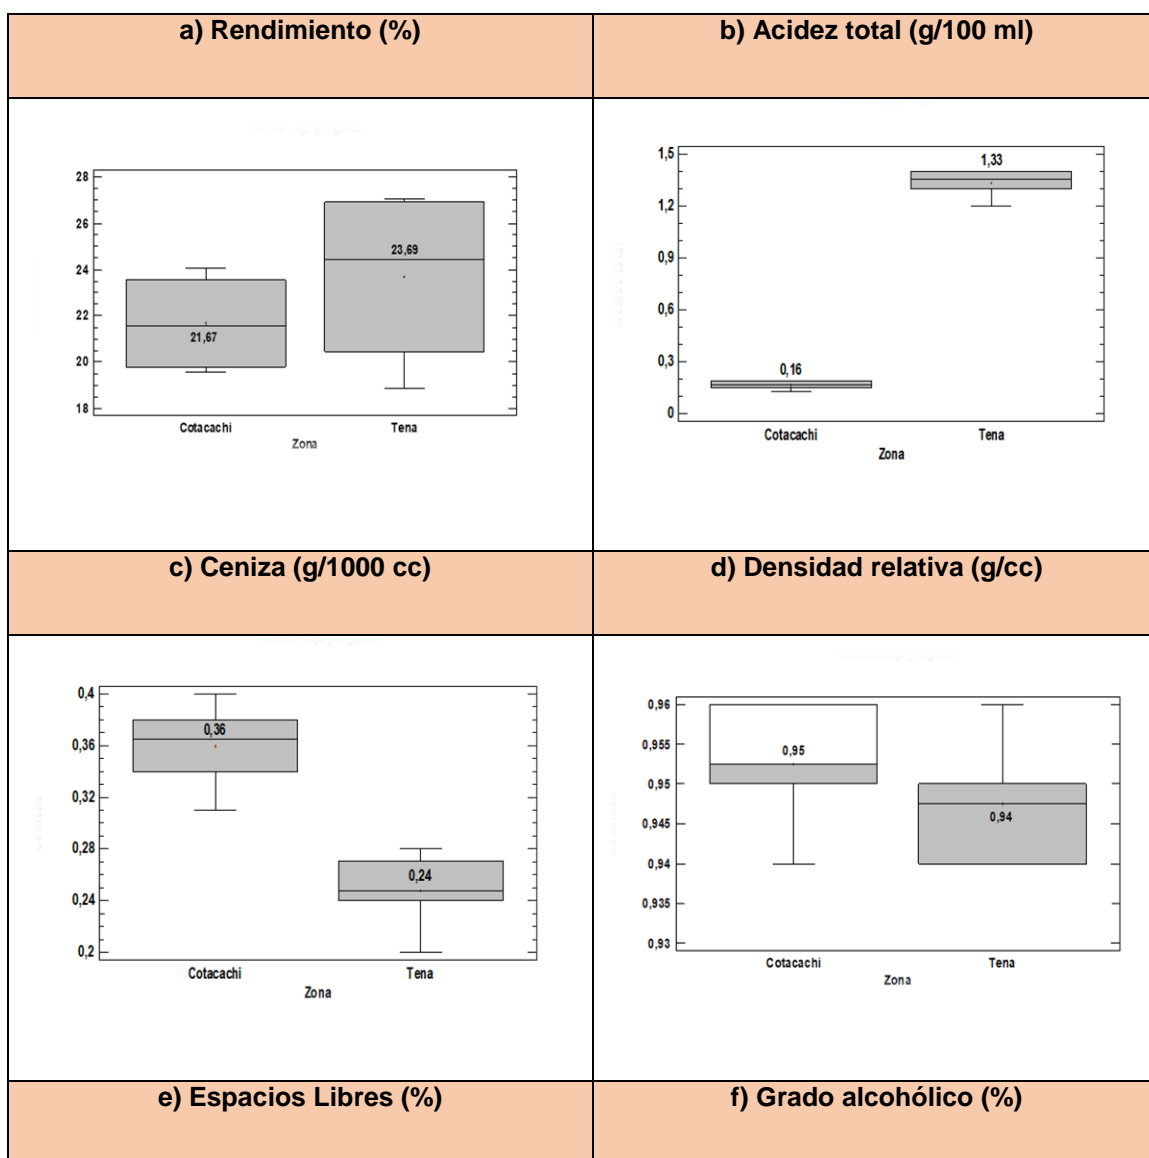 a) Rendimiento (%)
b) Acidez total (g/100 ml)
28
26
24
22
20
18
23,69
21,67
Cotacachi
Tena
Zona
1,5
1,2
0,9
0,6
0,3
0
1,33
0,16
Cotacachi
Tena
Zona
c) Ceniza (g/1000 cc)
d) Densidad relativa (g/cc)
0,4
0,36
0,32
0,28
0,24
0,2
0,36
0,24
Cotacachi
Tena
Zona
0,96
0,955
0,95
0,945
0,94
0,935
0,93
0,95
0,94
Cotacachi
Tena
Zona
e) Espacios Libres (%)
f) Grado alcohólico (%)